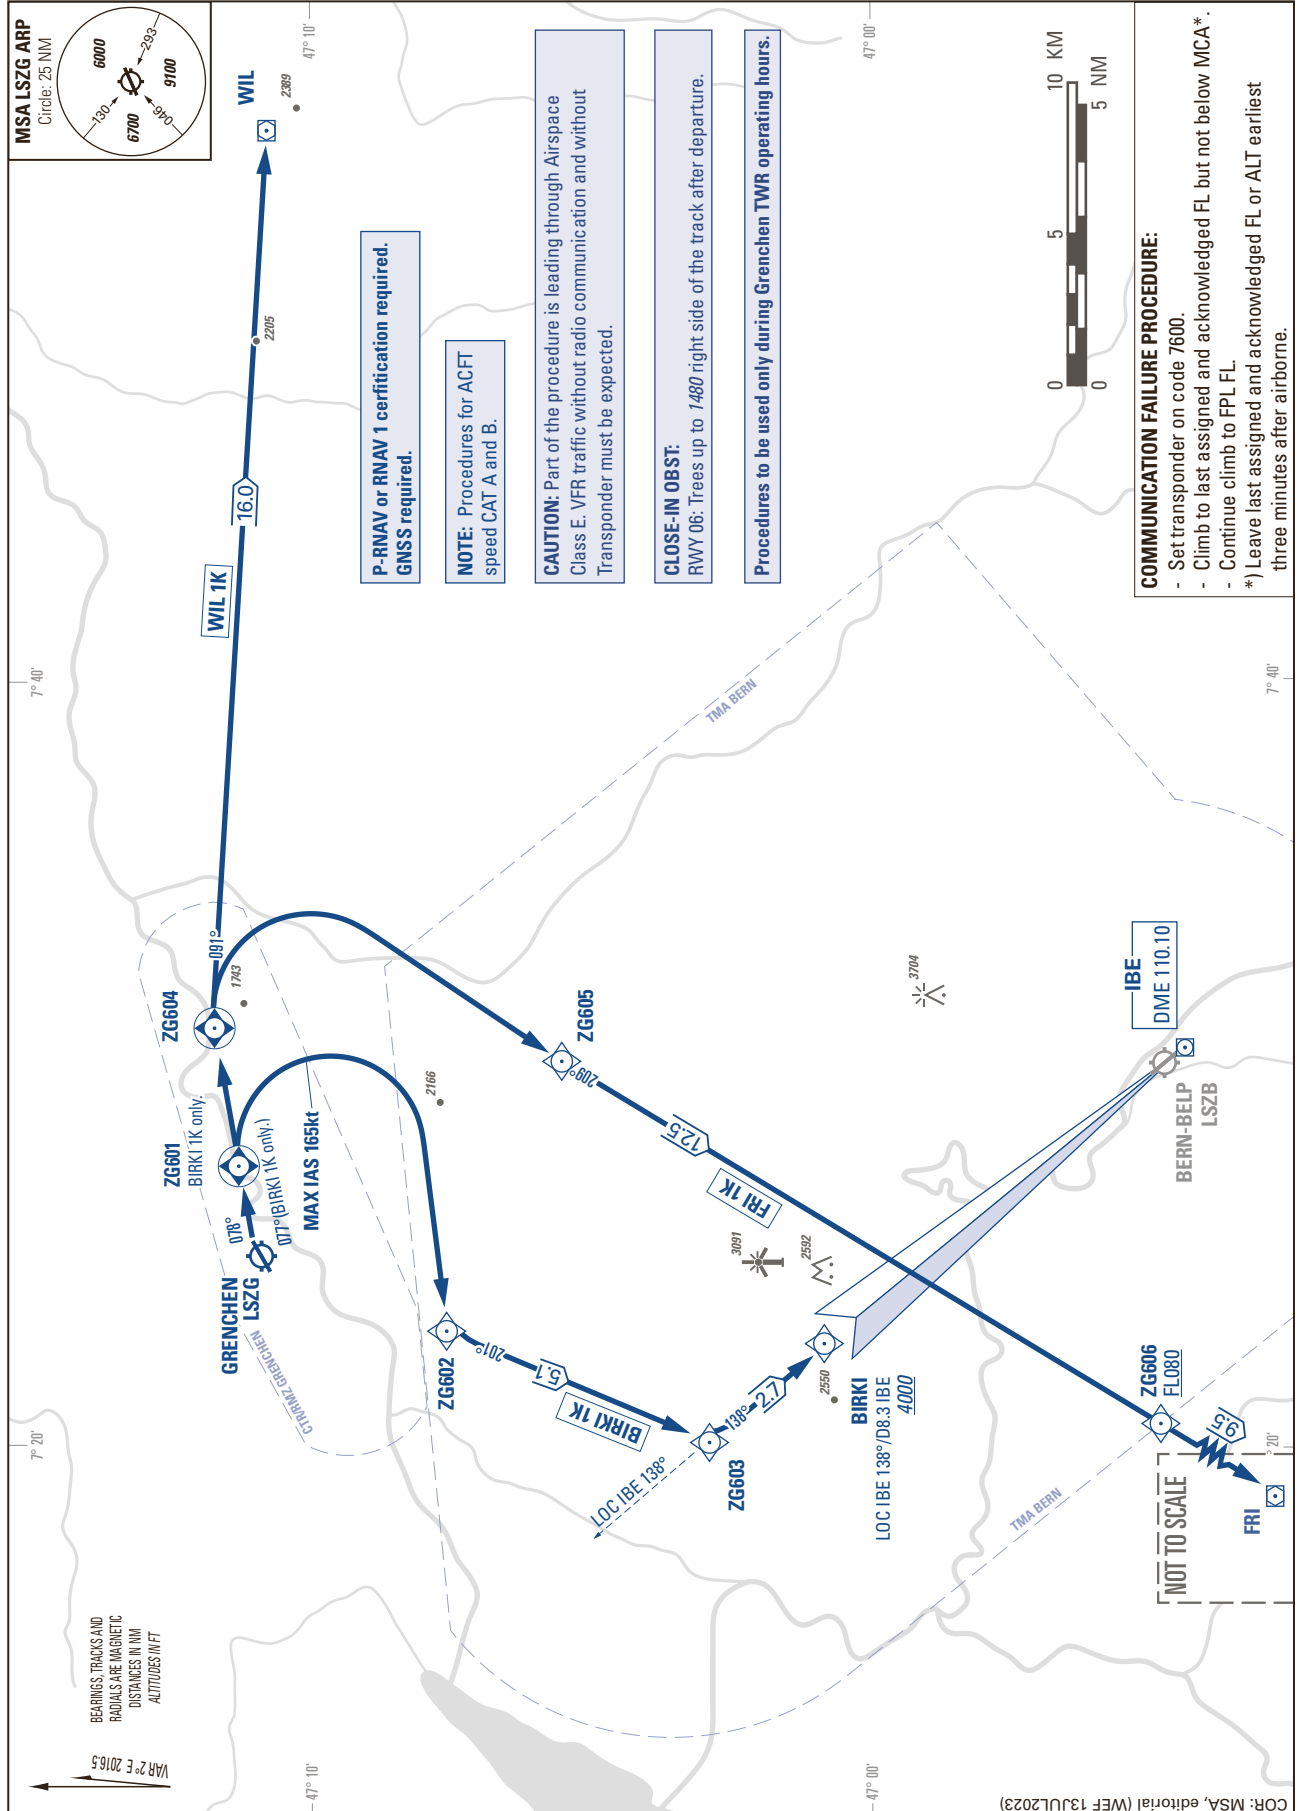 BEARINGS, TRACKS AND
RADIALS ARE MAGNETIC
DISTANCES IN NM
ALTITUDES IN FT
VAR 2° E 2016.5
7° 20'
7° 40'
MSA LSZG ARP
Circle: 25 NM
130
6000
293
6700
9100
046
ZG601
BIRKI 1K only.
ZG604
078°
077°(BIRKI 1K only.)
GRENCHEN
LSZG
MAX IAS 165kt
CTR/RMZ GRENCHEN
1743
091°
WIL 1K
16.0
2205
WIL
2389
47° 10'
47° 10'
P-RNAV or RNAV 1 cerfitication required.
GNSS required.
NOTE: Procedures for ACFT
speed CAT A and B.
CAUTION: Part of the procedure is leading through Airspace
Class E. VFR traffic without radio communication and without
Transponder must be expected.
CLOSE-IN OBST:
RWY 06: Trees up to 1480 right side of the track after departure.
Procedures to be used only during Grenchen TWR operating hours.
2166
ZG602
201°
5.1
BIRKI 1K
ZG603
LOC IBE 138°
138°
2.7
2550
BIRKI
LOC IBE 138°/D8.3 IBE
4000
ZG605
209°
12.5
FRI 1K
3091
2592
3704
TMA BERN
47° 00'
47° 00'
IBE
DME 110.10
BERN-BELP
LSZB
TMA BERN
ZG606
FL080
9.5
NOT TO SCALE
FRI
0 5 10 KM
0 5 NM
COMMUNICATION FAILURE PROCEDURE:
- Set transponder on code 7600.
- Climb to last assigned and acknowledged FL but not below MCA*.
- Continue climb to FPL FL.
*) Leave last assigned and acknowledged FL or ALT earliest
three minutes after airborne.
° 20'
7° 40'
COR: MSA, editorial (WEF 13JUL2023)